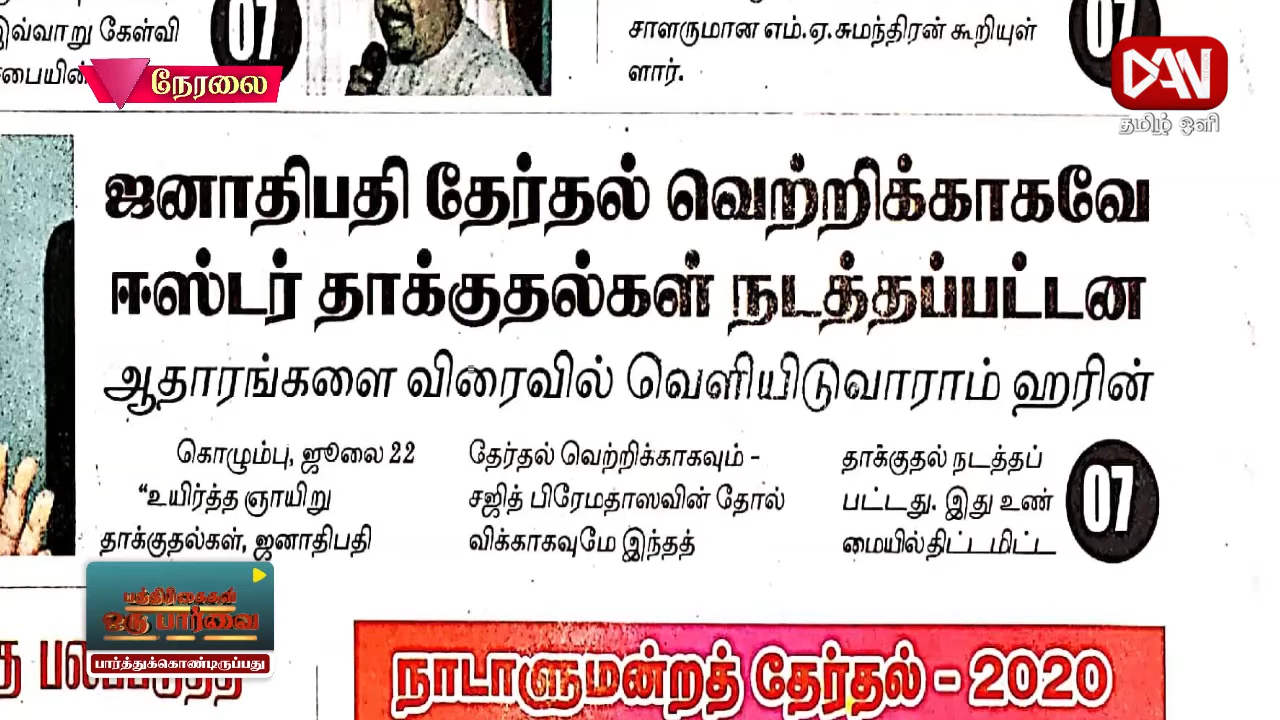 இவ்வாறு கேள்வி
07
சாளருமான எம்.ஏ.சுமந்திரன் கூறியுள்
ளார்.
07
நேரலை
DAN
தமிழ் ஒளி
ஜனாதிபதி தேர்தல் வெற்றிக்காகவே
ஈஸ்டர் தாக்குதல்கள் நடத்தப்பட்டன
ஆதாரங்களை விரைவில் வெளியிடுவாராம் ஹரின்
கொழும்பு, ஜூலை 22
“உயிர்த்த ஞாயிறு
தாக்குதல்கள், ஜனாதிபதி
தேர்தல் வெற்றிக்காகவும் -
சஜித் பிரேமதாஸவின் தோல்
விக்காகவுமே இந்தத்
தாக்குதல் நடத்தப்
பட்டது. இது உண்
மையில்திட்டமிட்ட
07
பத்திரிகைகள்
ஒரு பார்வை
பார்த்துக்கொண்டிருப்பது
நாடாளுமன்றத் தேர்தல் - 2020